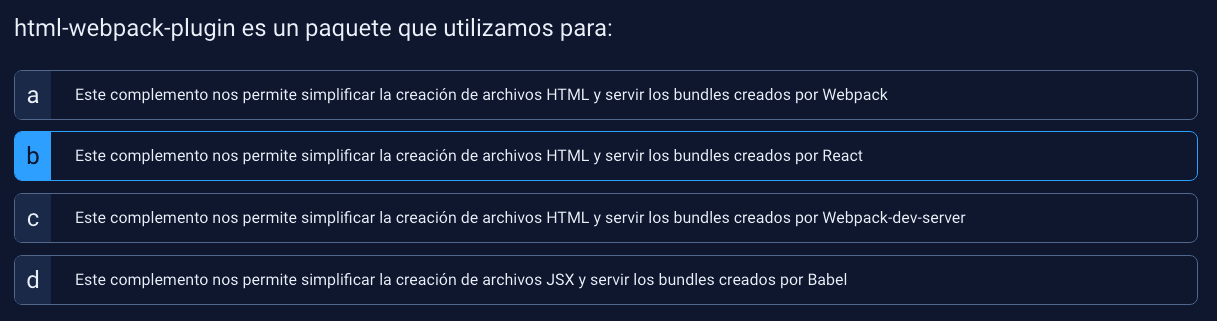 html-webpack-plugin es un paquete que utilizamos para:
a Este complemento nos permite simplificar la creación de archivos HTML y servir los bundles creados por Webpack
b Este complemento nos permite simplificar la creación de archivos HTML y servir los bundles creados por React
c Este complemento nos permite simplificar la creación de archivos HTML y servir los bundles creados por Webpack-dev-server
d Este complemento nos permite simplificar la creación de archivos JSX y servir los bundles creados por Babel